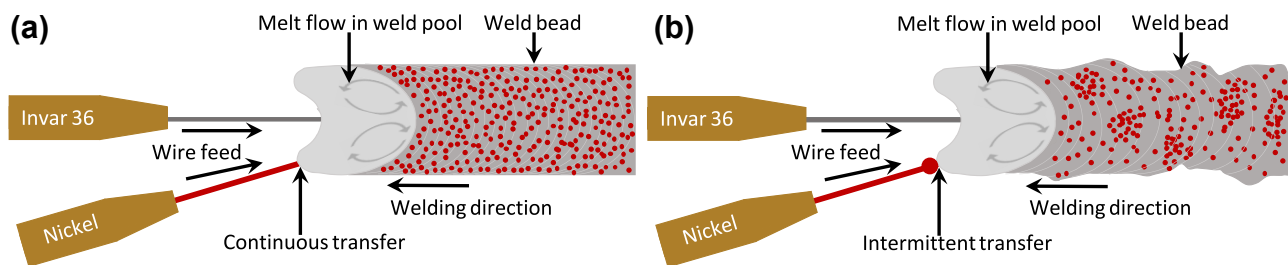 (a)
Melt flow in weld pool
Weld bead
Invar 36
Wire feed
Nickel
Welding direction
Continuous transfer
(b)
Melt flow in weld pool
Weld bead
Invar 36
Wire feed
Nickel
Welding direction
Intermittent transfer